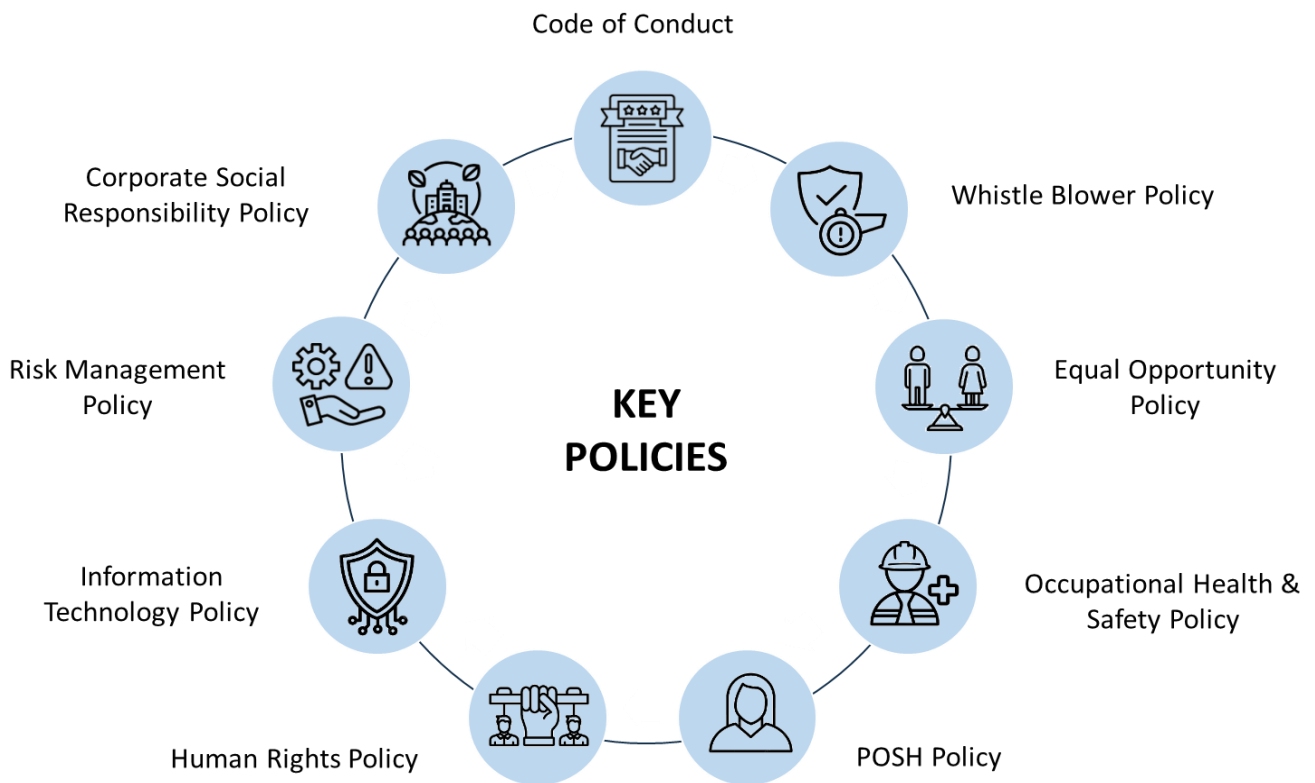 Code of Conduct
Whistle Blower Policy
Equal Opportunity
Policy
Occupational Health &
Safety Policy
POSH Policy
Human Rights Policy
Information
Technology Policy
Risk Management
Policy
Corporate Social
Responsibility Policy
KEY
POLICIES